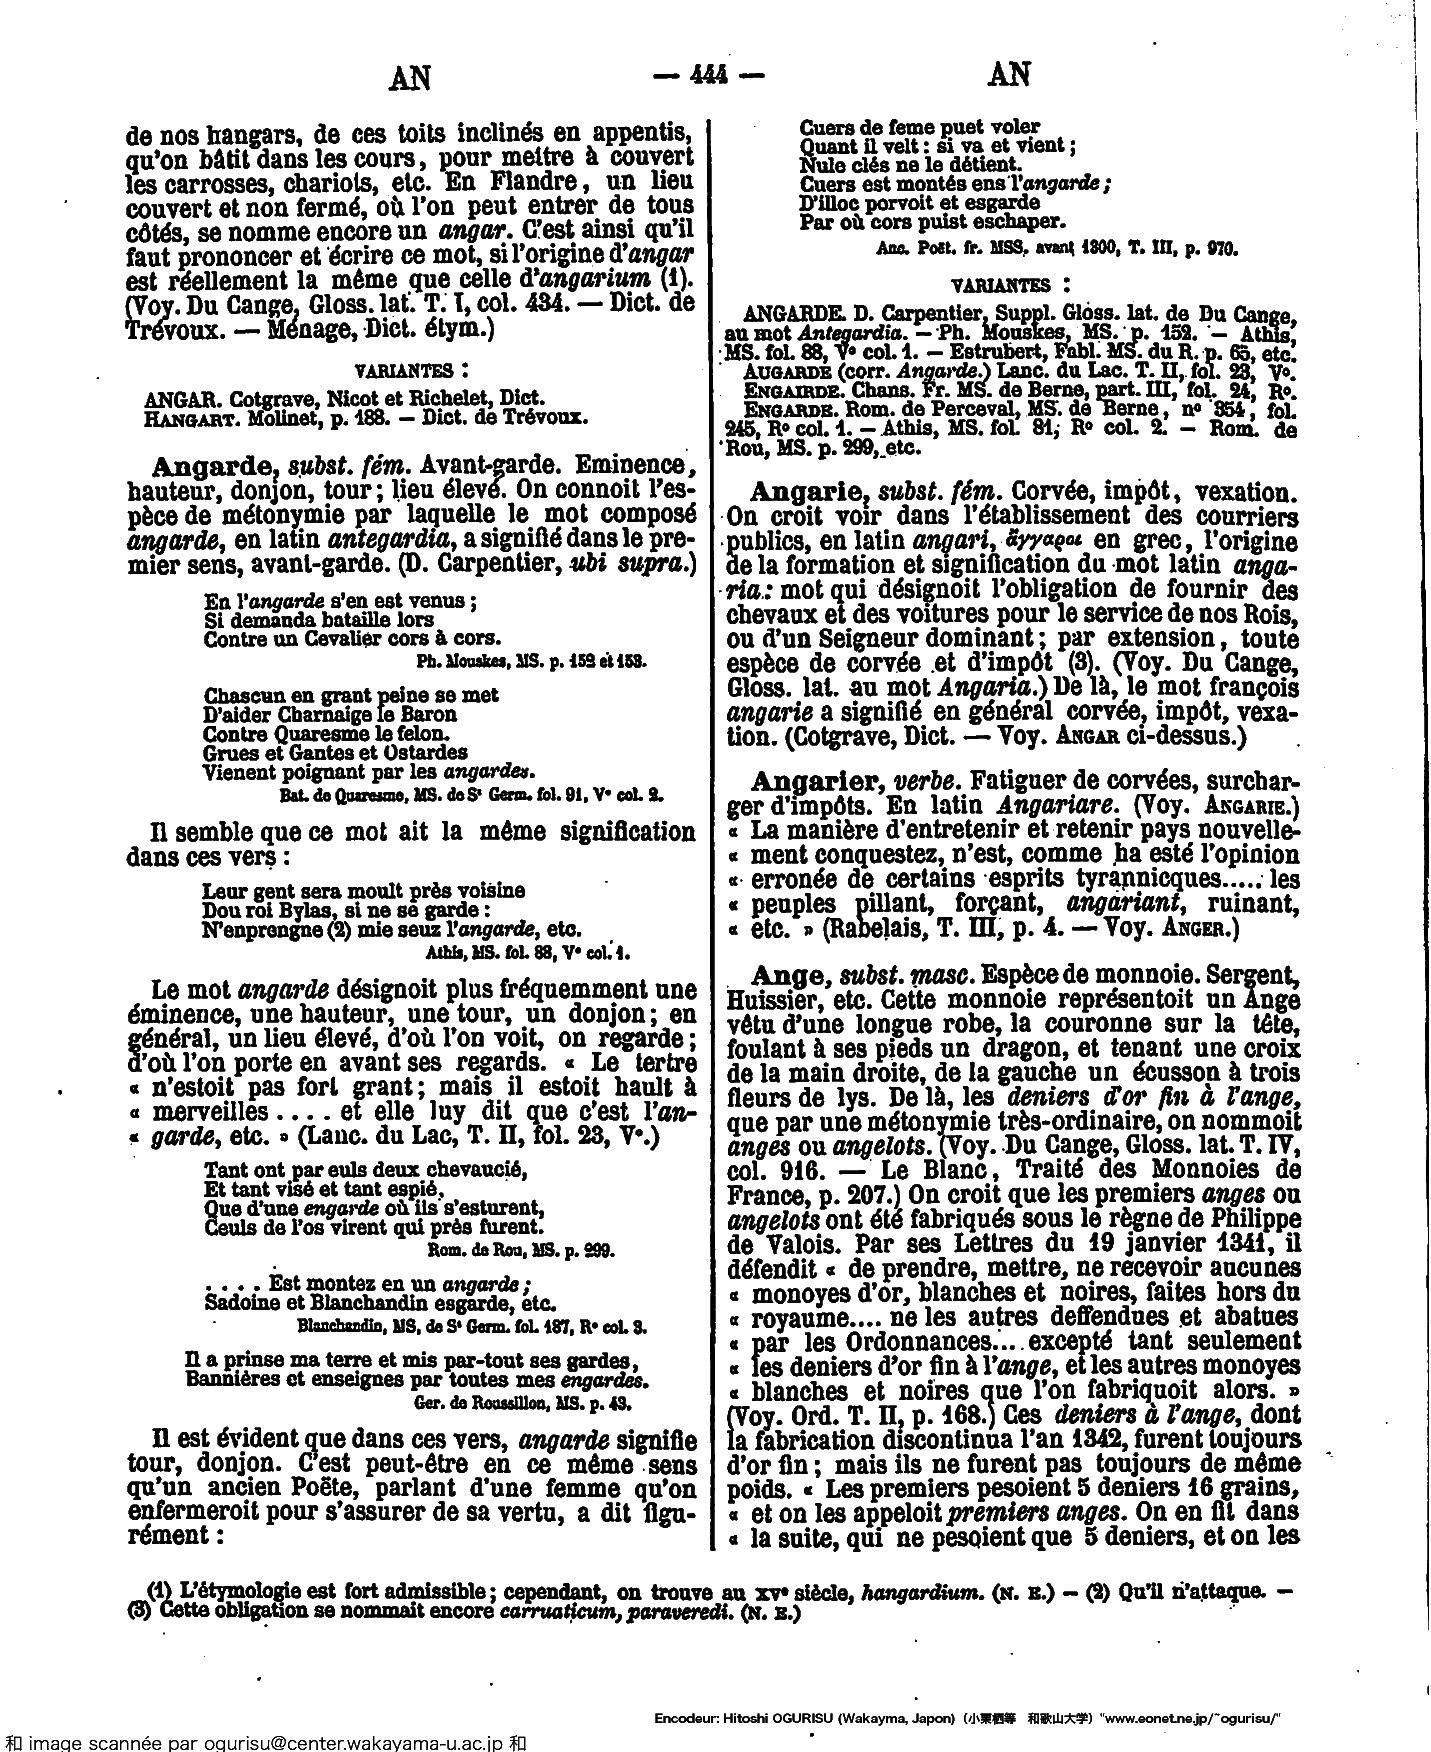 AN
— 444 —
AN
de nos hangars, de ces toits inclinés en appentis,
qu'on bâtit dans les cours, pour mettre à couvert
les carrosses, chariots, etc. En Flandre, un lieu
couvert et non fermé, où l'on peut entrer de tous
côtés, se nomme encore un angar. C'est ainsi qu'il
faut prononcer et écrire ce mot, si l'origine d'angar
est réellement la même que celle d'angarium (1).
(Voy. Du Cange, Gloss. lat. T. I, col. 434. — Dict. de
Trévoux. — Ménage, Dict. étym.)
VARIANTES :
ANGAR. Cotgrave, Nicot et Richelet, Dict.
HANGART. Molinet, p. 188. — Dict. de Trévoux.
Angarde, subst. fém. Avant-garde. Eminence,
hauteur, donjon, tour ; lieu élevé. On connoit l'es-
pèce de métonymie par laquelle le mot composé
angarde, en latin antegardia, a signifié dans le pre-
mier sens, avant-garde. (D. Carpentier, ubi supra.)
En l'angarde s'en est venus ;
Si demanda bataille lors
Contre un Cevalier cors à cors.
Ph. Mouskes, MS. p. 152 et 153.
Chascun en grant peine se met
D'aider Charnaige le Baron
Contre Quaresme le felon.
Grues et Gantes et Ostardes
Vienent poignant par les angardes.
Bat. de Quaresme, MS. de St Germ. fol. 91, Vo col. 2.
Il semble que ce mot ait la même signification
dans ces vers :
Leur gent sera moult près voisine
Dou roi Bylas, si ne se garde :
N'enprengne (2) mie seuz l'angarde, etc.
Athis, MS. fol. 88, Vo col. 1.
Le mot angarde désignoit plus fréquemment une
éminence, une hauteur, une tour, un donjon ; en
général, un lieu élevé, d'où l'on voit, on regarde ;
d'où l'on porte en avant ses regards. « Le tertre
« n'estoit pas fort grant ; mais il estoit hault à
« merveilles .... et elle luy dit que c'est l'an-
« garde, etc. » (Lanc. du Lac, T. II, fol. 23, Vo.)
Tant ont par euls deux chevaucié,
Et tant visé et tant espié,
Que d'une engarde où ils s'esturent,
Ceuls de l'os virent qui près furent.
Rom. de Rou, MS. p. 299.
. . . . Est montez en un angarde ;
Sadoine et Blanchandin esgarde, etc.
Blanchandin, MS, de St Germ. fol. 187, Ro col. 3.
Il a prinse ma terre et mis par-tout ses gardes,
Bannières et enseignes par toutes mes engardes.
Ger. de Roussillon, MS. p. 43.
Il est évident que dans ces vers, angarde signifie
tour, donjon. C'est peut-être en ce même sens
qu'un ancien Poëte, parlant d'une femme qu'on
enfermeroit pour s'assurer de sa vertu, a dit figu-
rément :
Cuers de feme puet voler
Quant il velt : si va et vient ;
Nule clés ne le détient.
Cuers est montés ens l'angarde ;
D'illoc porvoit et esgarde
Par où cors puist eschaper.
Anc. Poët. fr. MSS. avant 1300, T. III, p. 970.
VARIANTES :
ANGARDE. D. Carpentier, Suppl. Gloss. lat. de Du Cange,
au mot Antegardia. — Ph. Mouskes, MS. p. 152. — Athis,
MS. fol. 88, Vo col. 1. — Estrubert, Fabl. MS. du R. p. 65, etc.
AUGARDE (corr. Angarde.) Lanc. du Lac. T. II, fol. 23, Vo.
ENGAIRDE. Chans. Fr. MS. de Berne, part. III, fol. 24, Ro.
ENGARDE. Rom. de Perceval, MS. de Berne, no 354, fol.
245, Ro col. 1. — Athis, MS. fol. 81, Ro col. 2. — Rom. de
Rou, MS. p. 299, etc.
Angarie, subst. fém. Corvée, impôt, vexation.
On croit voir dans l'établissement des courriers
publics, en latin angari, ἄγγαροι en grec, l'origine
de la formation et signification du mot latin anga-
ria : mot qui désignoit l'obligation de fournir des
chevaux et des voitures pour le service de nos Rois,
ou d'un Seigneur dominant ; par extension, toute
espèce de corvée et d'impôt (3). (Voy. Du Cange,
Gloss. lat. au mot Angaria.) De là, le mot françois
angarie a signifié en général corvée, impôt, vexa-
tion. (Cotgrave, Dict. — Voy. ANGAR ci-dessus.)
Angarier, verbe. Fatiguer de corvées, surchar-
ger d'impôts. En latin Angariare. (Voy. ANGARIE.)
« La manière d'entretenir et retenir pays nouvelle-
« ment conquestez, n'est, comme ha esté l'opinion
« erronée de certains esprits tyrannicques..... les
« peuples pillant, forçant, angariant, ruinant,
« etc. » (Rabelais, T. III, p. 4. — Voy. ANGER.)
Ange, subst. masc. Espèce de monnoie. Sergent,
Huissier, etc. Cette monnoie représentoit un Ange
vêtu d'une longue robe, la couronne sur la tête,
foulant à ses pieds un dragon, et tenant une croix
de la main droite, de la gauche un écusson à trois
fleurs de lys. De là, les deniers d'or fin à l'ange,
que par une métonymie très-ordinaire, on nommoit
anges ou angelots. (Voy. Du Cange, Gloss. lat. T. IV,
col. 916. — Le Blanc, Traité des Monnoies de
France, p. 207.) On croit que les premiers anges ou
angelots ont été fabriqués sous le règne de Philippe
de Valois. Par ses Lettres du 19 janvier 1341, il
défendit « de prendre, mettre, ne recevoir aucunes
« monoyes d'or, blanches et noires, faites hors du
« royaume.... ne les autres deffendues et abatues
« par les Ordonnances.... excepté tant seulement
« les deniers d'or fin à l'ange, et les autres monoyes
« blanches et noires que l'on fabriquoit alors. »
(Voy. Ord. T. II, p. 168.) Ces deniers à l'ange, dont
la fabrication discontinua l'an 1342, furent toujours
d'or fin ; mais ils ne furent pas toujours de même
poids. « Les premiers pesoient 5 deniers 16 grains,
« et on les appeloit premiers anges. On en fit dans
« la suite, qui ne pesoient que 5 deniers, et on les
(1) L'étymologie est fort admissible ; cependant, on trouve au XVe siècle, hangardium. (N. E.) — (2) Qu'il n'attaque. —
(3) Cette obligation se nommait encore carruaticum, paraveredi. (N. E.)
Encodeur: Hitoshi OGURISU (Wakayma, Japon) (小栗栖等 和歌山大学) "www.eonet.ne.jp/~ogurisu/"
和 image scannée par ogurisu@center.wakayama-u.ac.jp 和